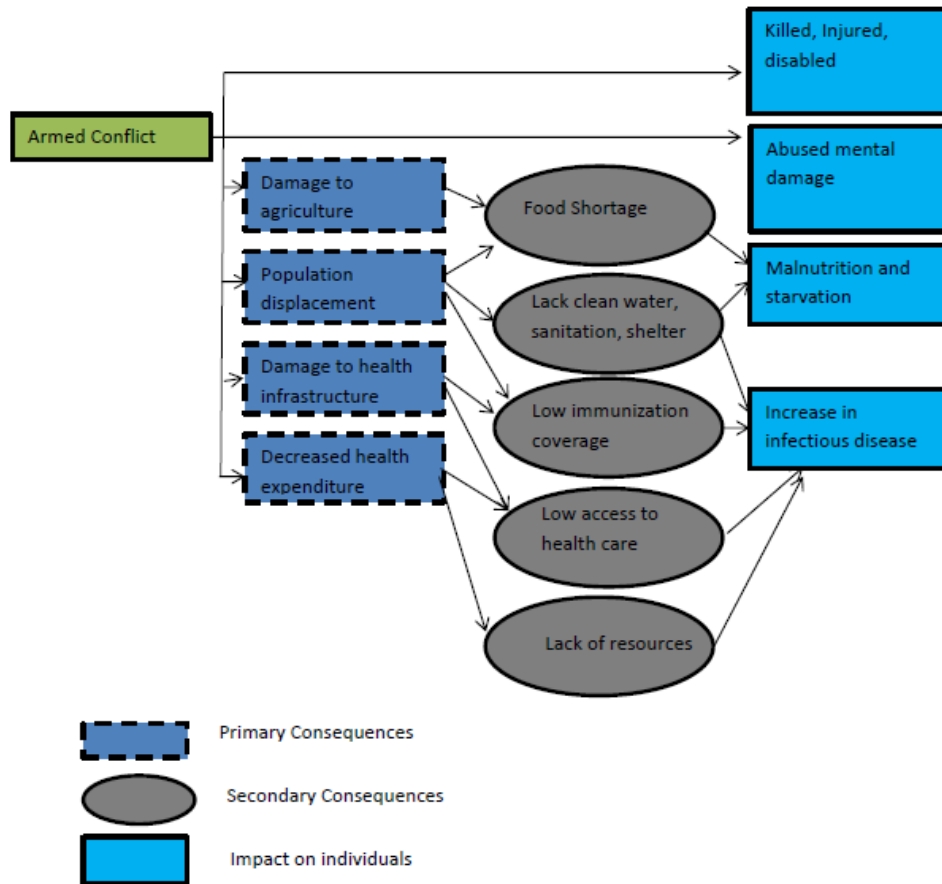 Killed, Injured,
disabled
Armed Conflict
Abused mental
damage
Damage to
agriculture
Food Shortage
Population
displacement
Malnutrition and
starvation
Lack clean water,
sanitation, shelter
Damage to health
infrastructure
Low immunization
coverage
Increase in
infectious disease
Decreased health
expenditure
Low access to
health care
Lack of resources
Primary Consequences
Secondary Consequences
Impact on individuals